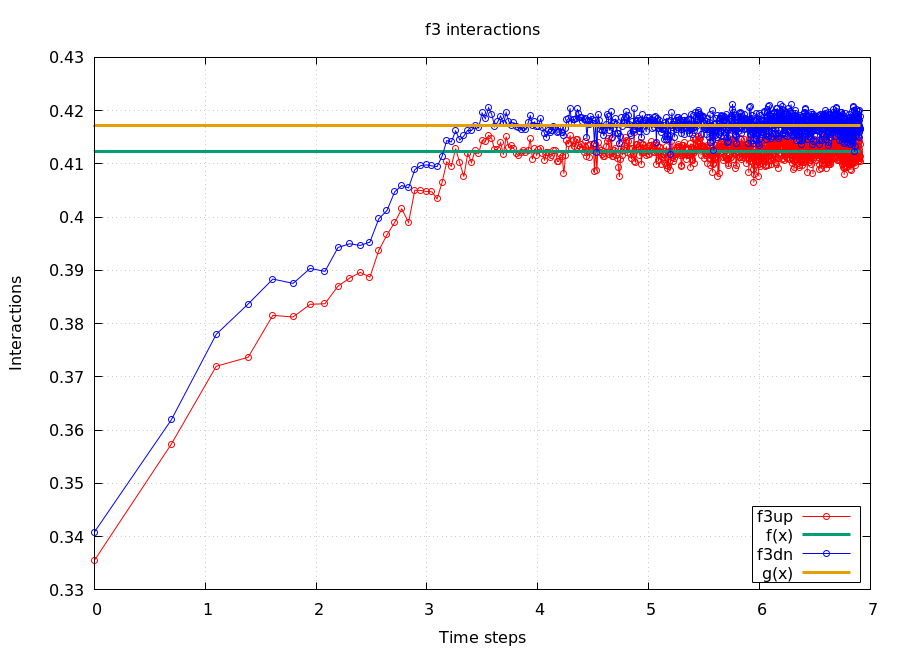 f3 interactions
0.43
0.42
0.41
0.4
0.39
0.38
0.37
0.36
0.35
0.34
0.33
Interactions
0 1 2 3 4 5 6 7
Time steps
f3up
f(x)
f3dn
g(x)